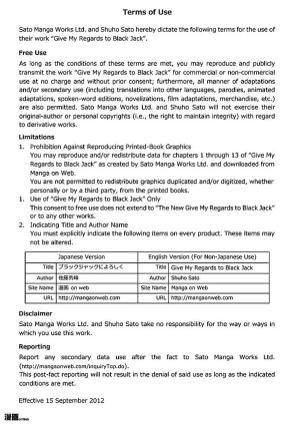 Terms of Use
Sato Manga Works Ltd. and Shuho Sato hereby dictate the following terms for the use of
their work "Give My Regards to Black Jack".
Free Use
As long as the conditions of these terms are met, you may reproduce and publicly
transmit the work "Give My Regards to Black Jack" for commercial or non-commercial
use at no charge and without prior consent; furthermore, all manner of adaptations
and/or secondary use (including translations into other languages, parodies, animated
adaptations, spoken-word editions, novelizations, film adaptations, merchandise, etc.)
are also permitted. Sato Manga Works Ltd. and Shuho Sato will not exercise their
original-author or personal copyrights (i.e., the right to maintain integrity) with regard
to derivative works.
Limitations
1. Prohibition Against Reproducing Printed-Book Graphics
You may reproduce and/or redistribute data for chapters 1 through 13 of "Give My
Regards to Black Jack" as created by Sato Manga Works Ltd. and downloaded from
Manga on Web.
You are not permitted to redistribute graphics duplicated and/or digitized, whether
personally or by a third party, from the printed books.
1. Use of "Give My Regards to Black Jack" Only
This consent to free use does not extend to "The New Give My Regards to Black Jack"
or to any other works.
2. Indicating Title and Author Name
You must explicitly indicate the following items on every product. These items may
not be altered.
Japanese Version English Version (For Non-Japanese Use)
Title ブラックジャックによろしく Title Give My Regards to Black Jack
Author 佐藤秀峰 Author Shuho Sato
Site Name 漫画 on web Site Name Manga on Web
URL http://mangaonweb.com URL http://mangaonweb.com
Disclaimer
Sato Manga Works Ltd. and Shuho Sato take no responsibility for the way or ways in
which you use this work.
Reporting
Report any secondary data use after the fact to Sato Manga Works Ltd.
(http://mangaonweb.com/inquiryTop.do).
This post-fact reporting will not result in the denial of said use as long as the indicated
conditions are met.
Effective 15 September 2012
漫画 on web